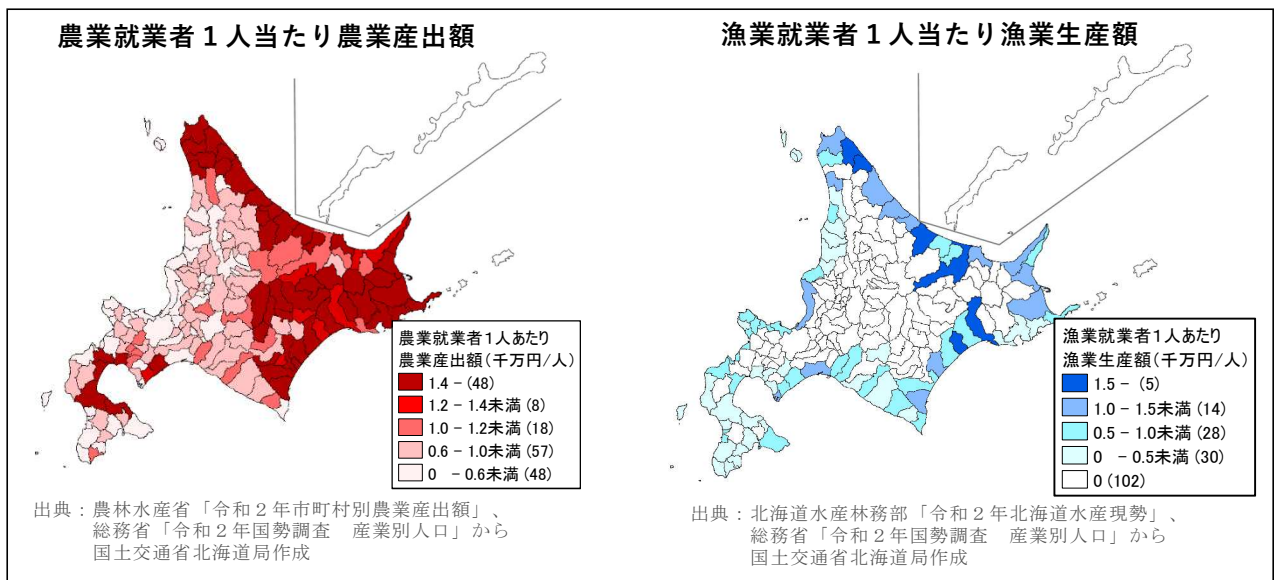 農業就業者１人当たり農業産出額
農業就業者1人あたり
農業産出額(千万円/人)
1.4 － (48)
1.2 － 1.4未満 (8)
1.0 － 1.2未満 (18)
0.6 － 1.0未満 (57)
0 －0.6未満 (48)
出典：農林水産省「令和２年市町村別農業産出額」、
総務省「令和２年国勢調査　産業別人口」から
国土交通省北海道局作成
漁業就業者１人当たり漁業生産額
漁業就業者1人あたり
漁業生産額(千万円/人)
1.5 － (5)
1.0 － 1.5未満 (14)
0.5 － 1.0未満 (28)
0 －0.5未満 (30)
0 (102)
出典：北海道水産林務部「令和２年北海道水産現勢」、
総務省「令和２年国勢調査　産業別人口」から
国土交通省北海道局作成